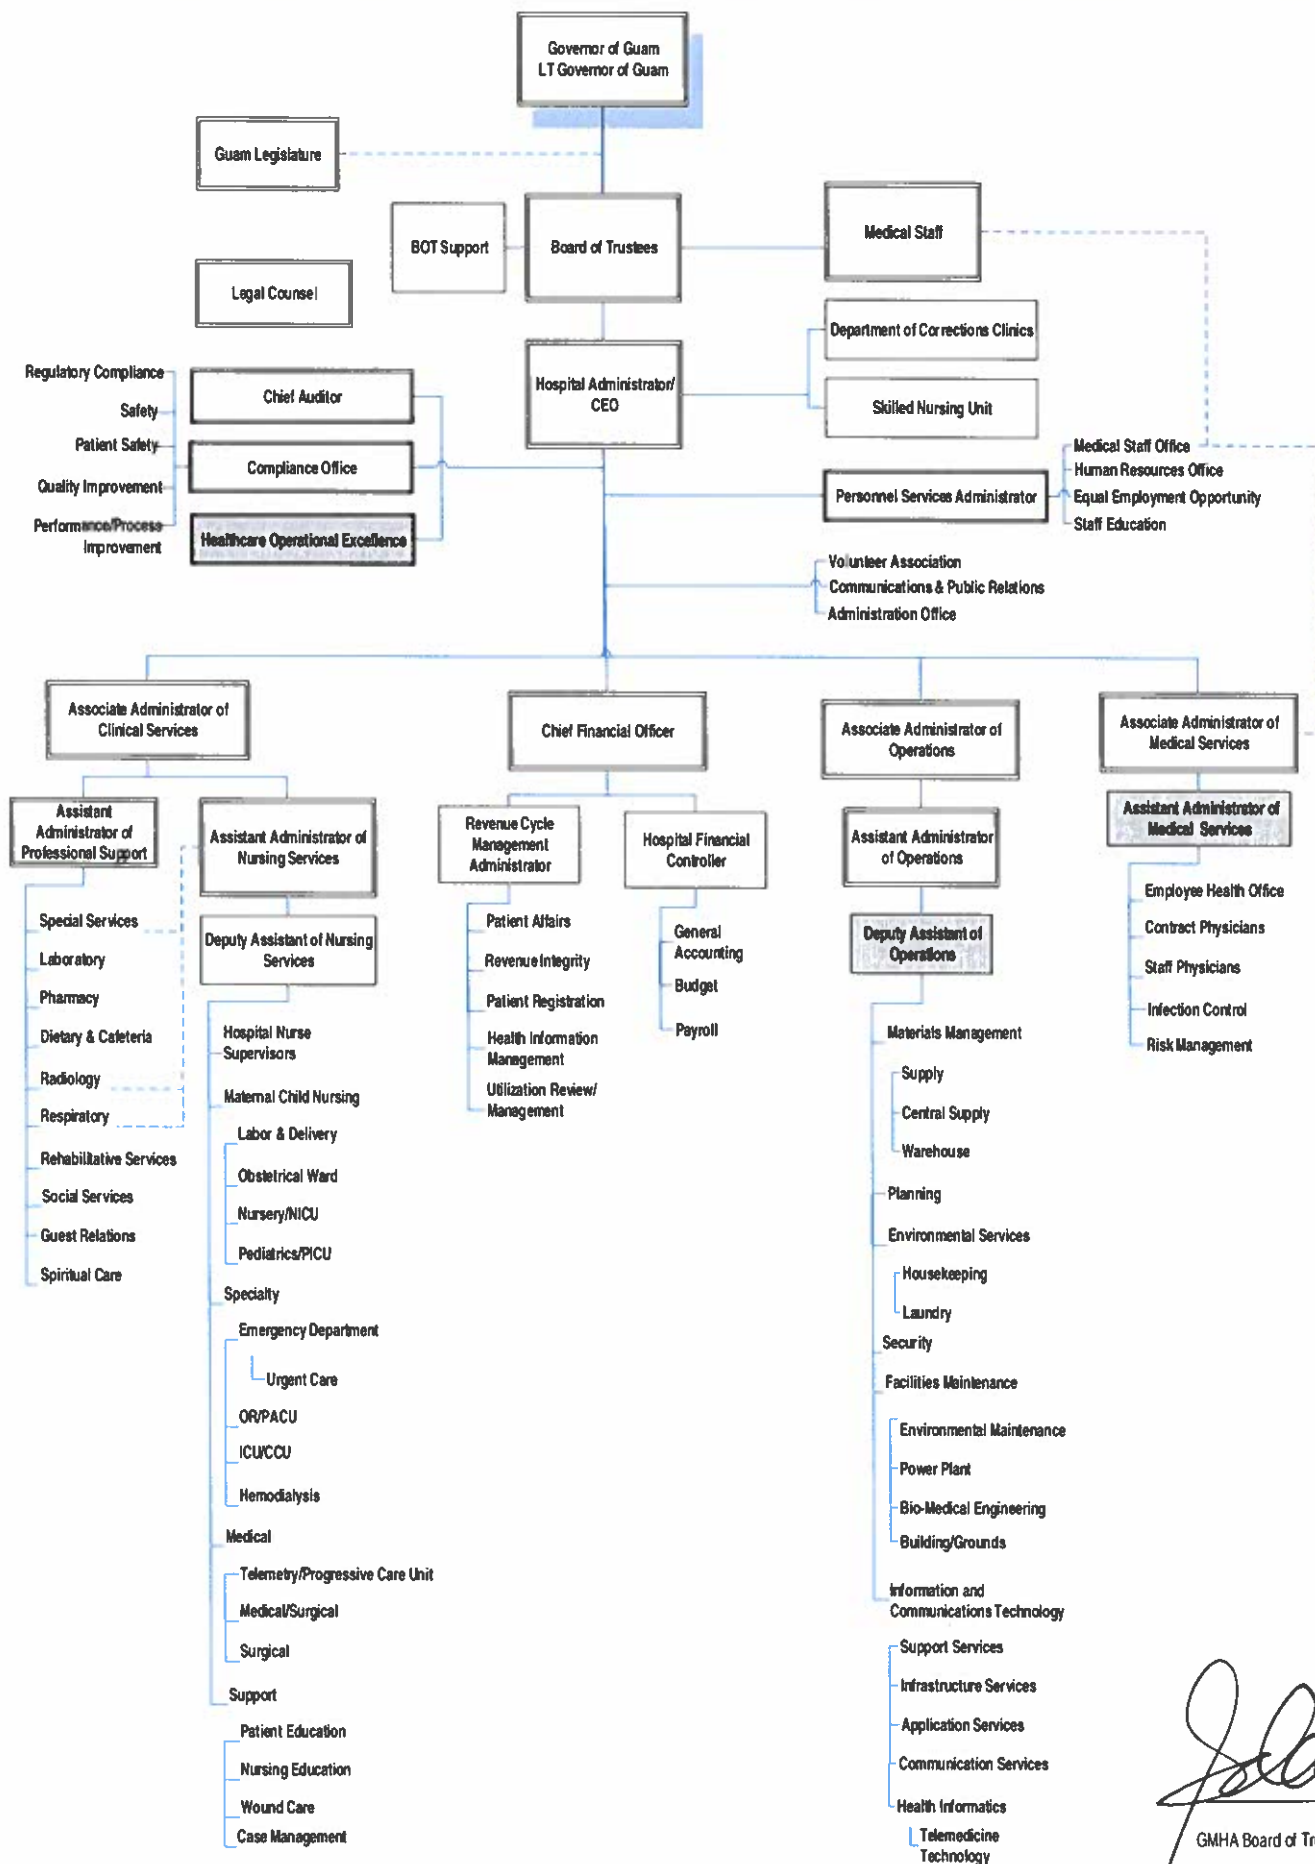 Governor of Guam
LT Governor of Guam
Guam Legislature
BOT Support
Board of Trustees
Medical Staff
Legal Counsel
Department of Corrections Clinics
Hospital Administrator/
CEO
Skilled Nursing Unit
Regulatory Compliance
Safety
Patient Safety
Quality Improvement
Performance/Process
Improvement
Chief Auditor
Compliance Office
Healthcare Operational Excellence
Personnel Services Administrator
Medical Staff Office
Human Resources Office
Equal Employment Opportunity
Staff Education
Volunteer Association
Communications & Public Relations
Administration Office
Associate Administrator of
Clinical Services
Chief Financial Officer
Associate Administrator of
Operations
Associate Administrator of
Medical Services
Assistant
Administrator of
Professional Support
Assistant Administrator of
Nursing Services
Revenue Cycle
Management
Administrator
Hospital Financial
Controller
Assistant Administrator
of Operations
Assistant Administrator of
Medical Services
Deputy Assistant of Nursing
Services
Deputy Assistant of
Operations
Special Services
Laboratory
Pharmacy
Dietary & Cafeteria
Radiology
Respiratory
Rehabilitative Services
Social Services
Guest Relations
Spiritual Care
Hospital Nurse
Supervisors
Maternal Child Nursing
Labor & Delivery
Obstetrical Ward
Nursery/NICU
Pediatrics/PICU
Specialty
Emergency Department
Urgent Care
OR/PACU
ICU/CCU
Hemodialysis
Medical
Telemetry/Progressive Care Unit
Medical/Surgical
Surgical
Support
Patient Education
Nursing Education
Wound Care
Case Management
Patient Affairs
Revenue Integrity
Patient Registration
Health Information
Management
Utilization Review/
Management
General
Accounting
Budget
Payroll
Materials Management
Supply
Central Supply
Warehouse
Planning
Environmental Services
Housekeeping
Laundry
Security
Facilities Maintenance
Environmental Maintenance
Power Plant
Bio-Medical Engineering
Building/Grounds
Information and
Communications Technology
Support Services
Infrastructure Services
Application Services
Communication Services
Health Informatics
Telemedicine
Technology
Employee Health Office
Contract Physicians
Staff Physicians
Infection Control
Risk Management
GMHA Board of Tr